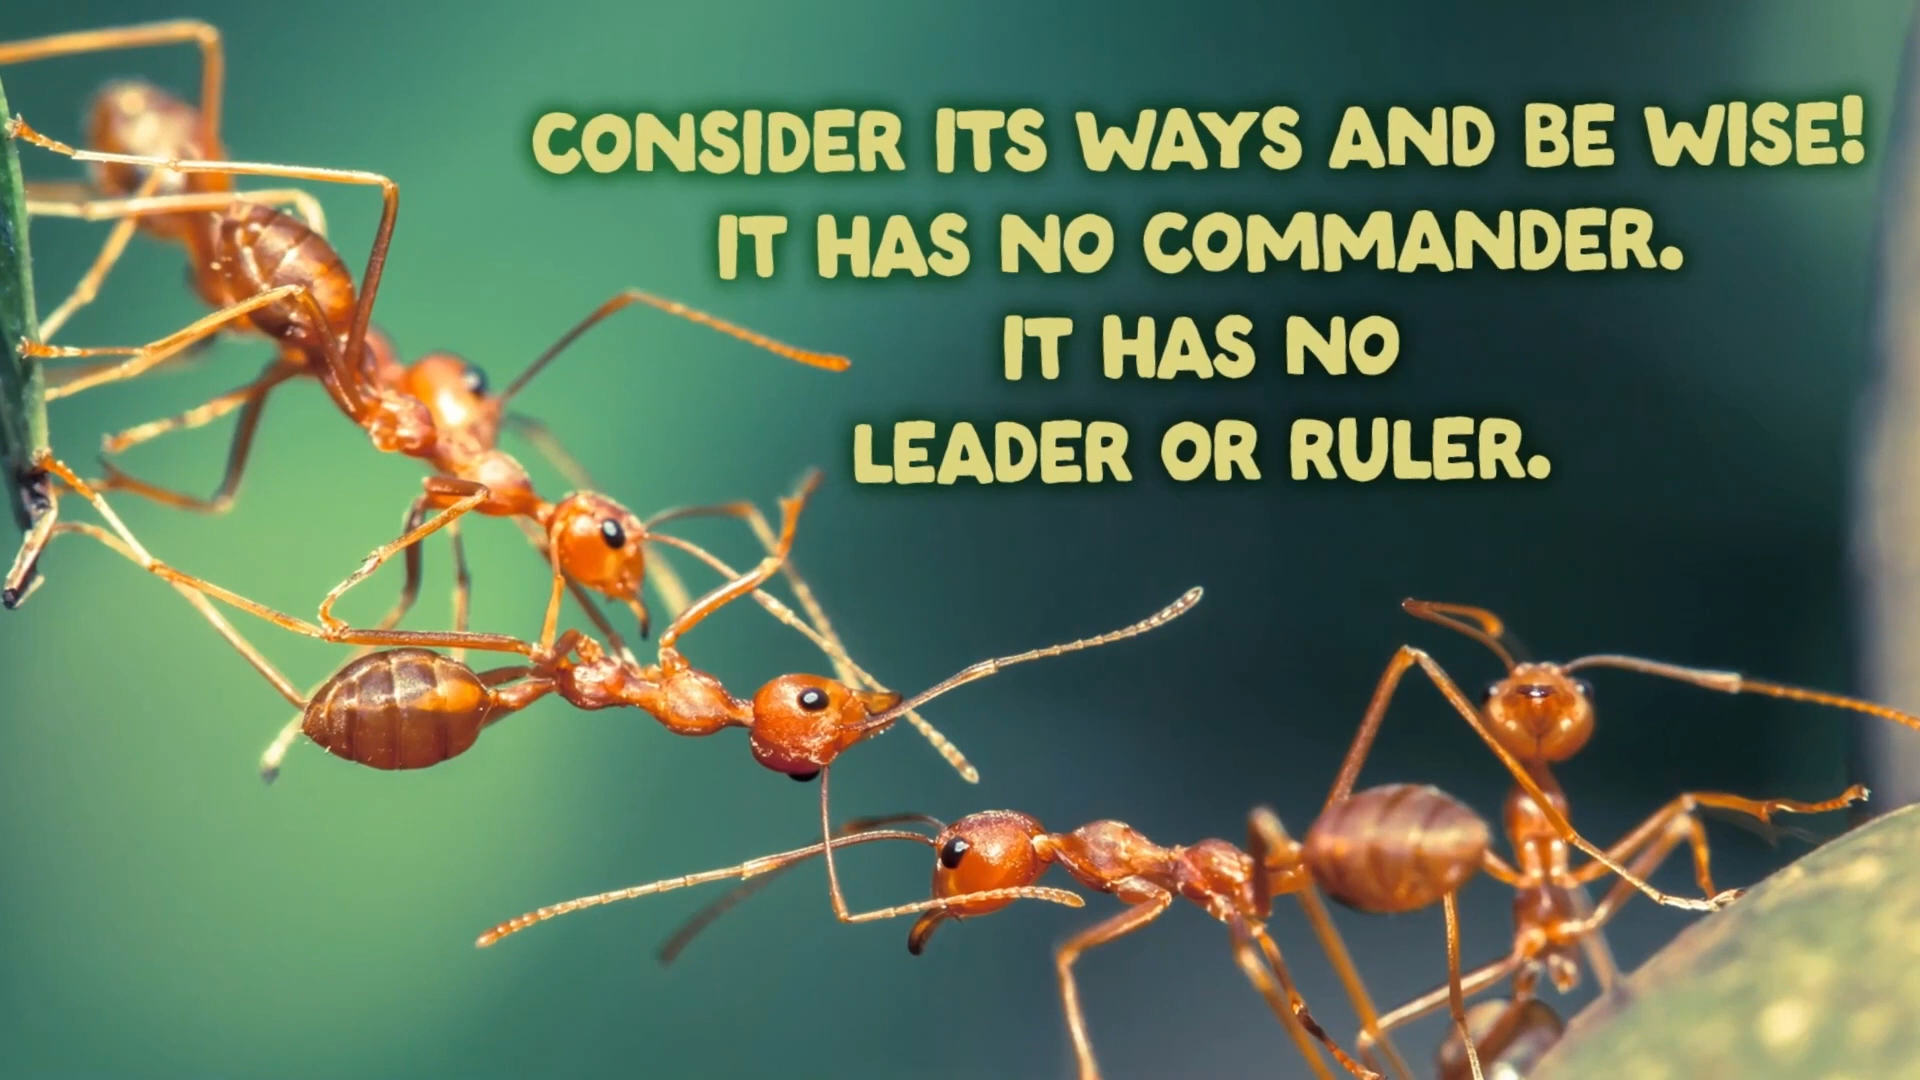 CONSIDER ITS WAYS AND BE WISE!
IT HAS NO COMMANDER.
IT HAS NO
LEADER OR RULER.